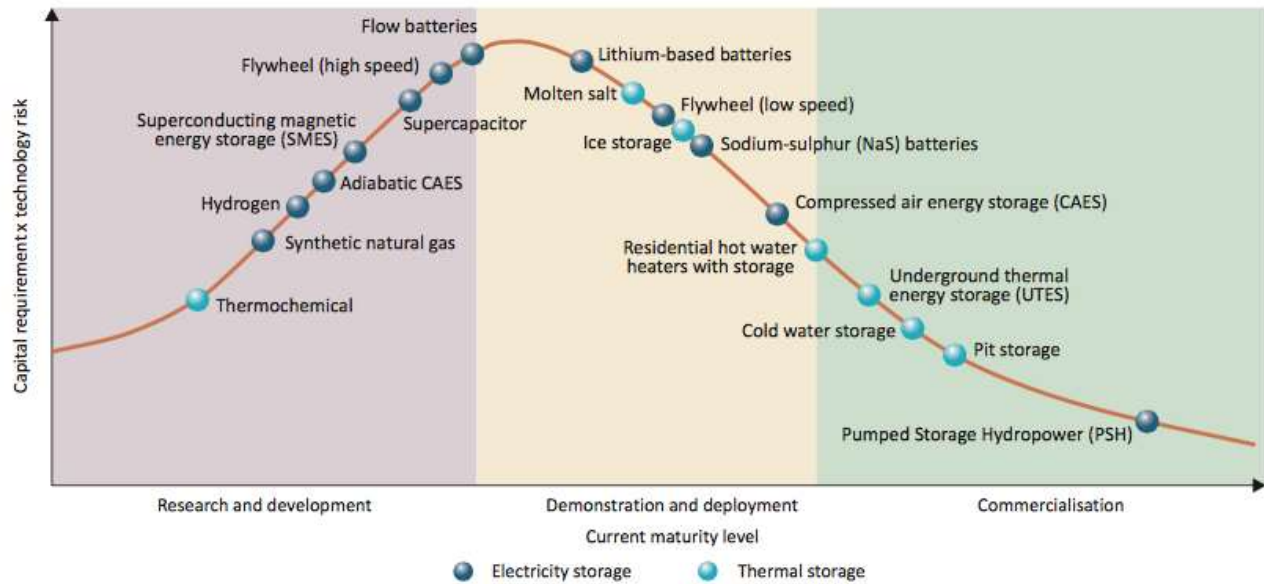 Capital requirement x technology risk
Flow batteries
Flywheel (high speed)
Supercapacitor
Superconducting magnetic
energy storage (SMES)
Adiabatic CAES
Hydrogen
Synthetic natural gas
Thermochemical
Lithium-based batteries
Molten salt
Flywheel (low speed)
Ice storage
Sodium-sulphur (NaS) batteries
Compressed air energy storage (CAES)
Residential hot water
heaters with storage
Underground thermal
energy storage (UTES)
Cold water storage
Pit storage
Pumped Storage Hydropower (PSH)
Research and development
Demonstration and deployment
Commercialisation
Current maturity level
Electricity storage
Thermal storage